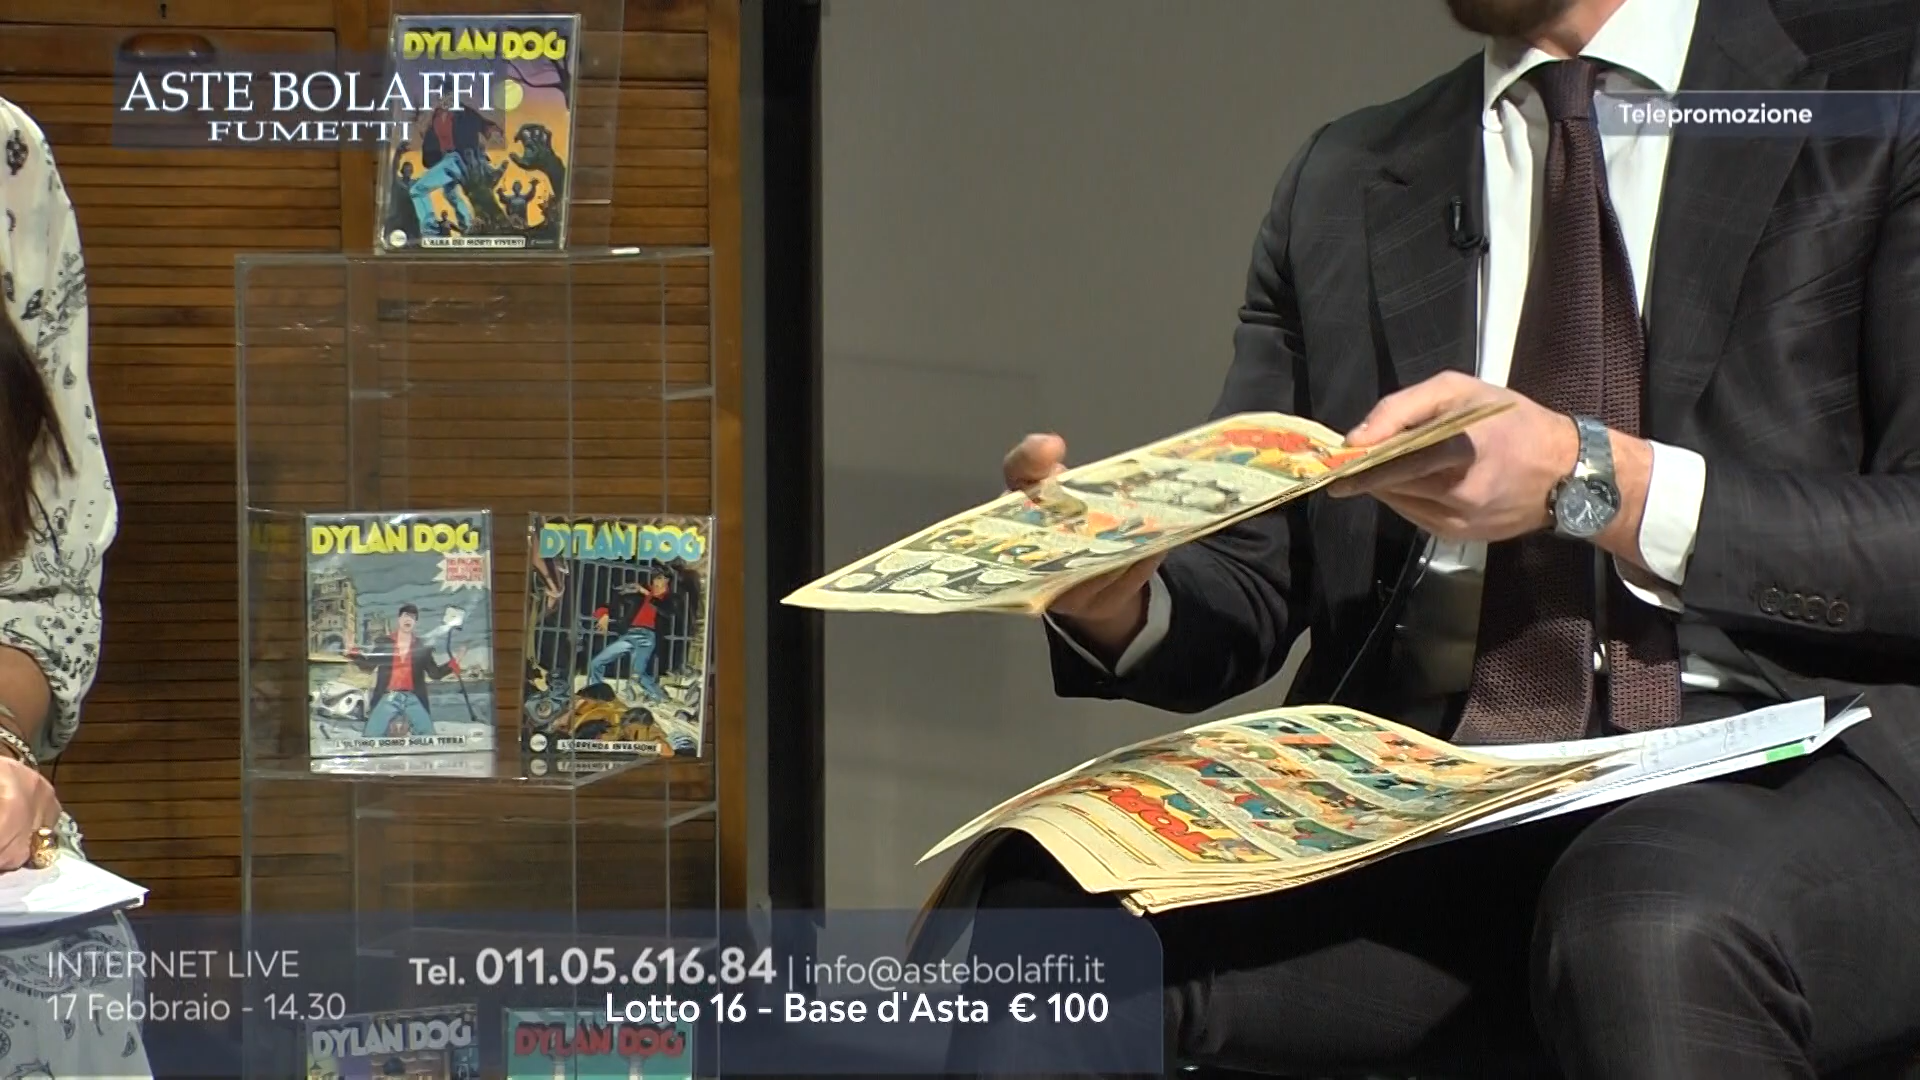 DYLAN DOG
ASTE BOLAFFI
FUMETTI
Telepromozione
L'ALBA DEI MORTI VIVENTI
DYLAN DOG
DYLAN DOG
L'ULTIMO UOMO SULLA TERRA!
L'ORRENDA INVASIONE
INTERNET LIVE
17 Febbraio - 14.30
Tel. 011.05.616.84 | info@astebolaffi.it
Lotto 16 - Base d'Asta € 100
DYLAN DOG
DYLAN DOG